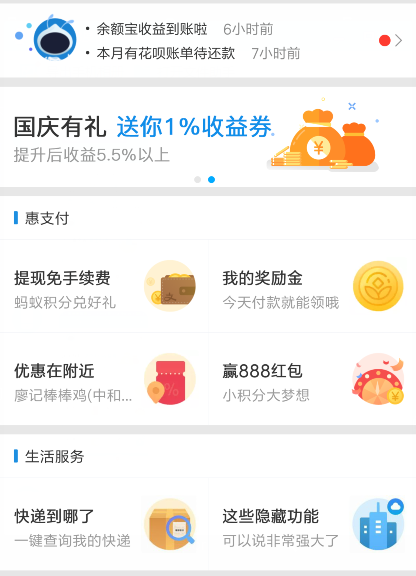 • 余额宝收益到账啦 6小时前
• 本月有花呗账单待还款 7小时前
国庆有礼 送你1%收益券
提升后收益5.5%以上
惠支付
提现免手续费
蚂蚁积分兑好礼
我的奖励金
今天付款就能领哦
优惠在附近
廖记棒棒鸡(中和...
赢888红包
小积分大梦想
生活服务
快递到哪了
一键查询我的快递
这些隐藏功能
可以说非常强大了